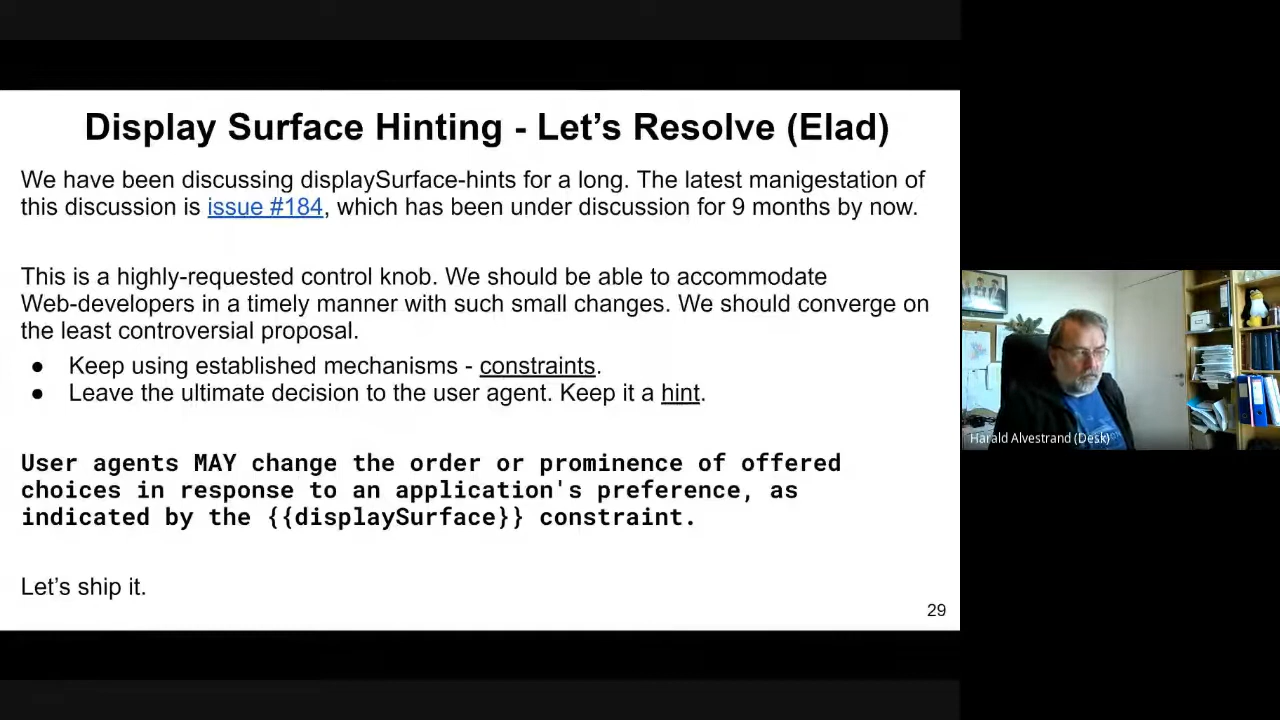 Display Surface Hinting - Let’s Resolve (Elad)
We have been discussing displaySurface-hints for a long. The latest manigestation of
this discussion is issue #184, which has been under discussion for 9 months by now.
This is a highly-requested control knob. We should be able to accommodate
Web-developers in a timely manner with such small changes. We should converge on
the least controversial proposal.
● Keep using established mechanisms - constraints.
● Leave the ultimate decision to the user agent. Keep it a hint.
User agents MAY change the order or prominence of offered
choices in response to an application's preference, as
indicated by the {{displaySurface}} constraint.
Let’s ship it.
29
Harald Alvestrand (Desk)